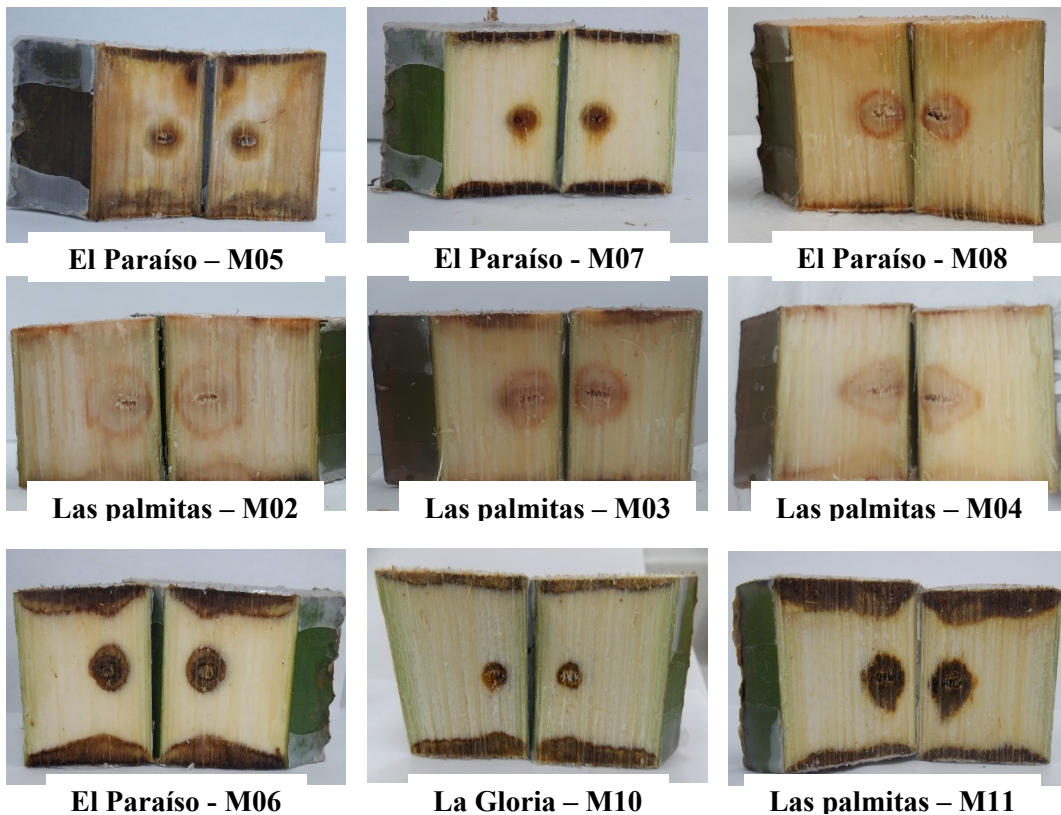 El Paraíso – M05
El Paraíso - M07
El Paraíso - M08
Las palmitas – M02
Las palmitas – M03
Las palmitas – M04
El Paraíso - M06
La Gloria – M10
Las palmitas – M11